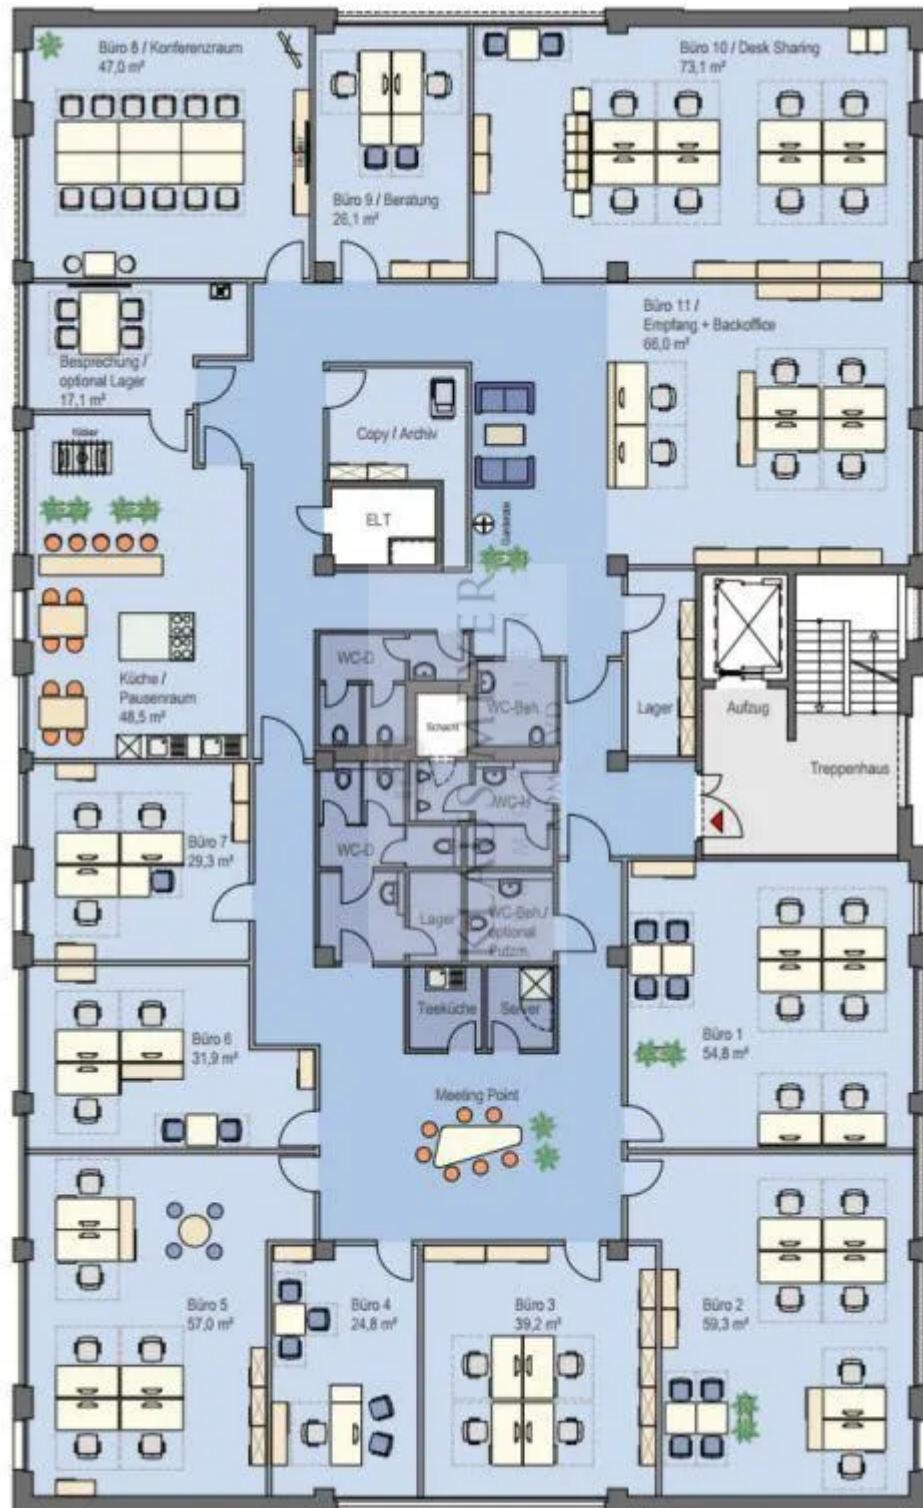 Büro 8 / Konferenzraum
47,0 m²
Büro 9 / Beratung
26,1 m²
Büro 10 / Desk Sharing
73,1 m²
Besprechung /
optional Lager
17,1 m²
Büro 11 /
Empfang + Backoffice
66,0 m²
Copy / Archiv
ELT
Garderobe
Küche /
Pausenraum
48,5 m²
WC-D
Schacht
WC-Beh.
Lager
Aufzug
Treppenhaus
Büro 7
29,3 m²
WC-D
WC-H
Lager
WC-Beh./
optional
Putzm.
Teeküche
Server
Büro 1
54,8 m²
Büro 6
31,9 m²
Meeting Point
Büro 5
57,0 m²
Büro 4
24,8 m²
Büro 3
39,2 m²
Büro 2
59,3 m²